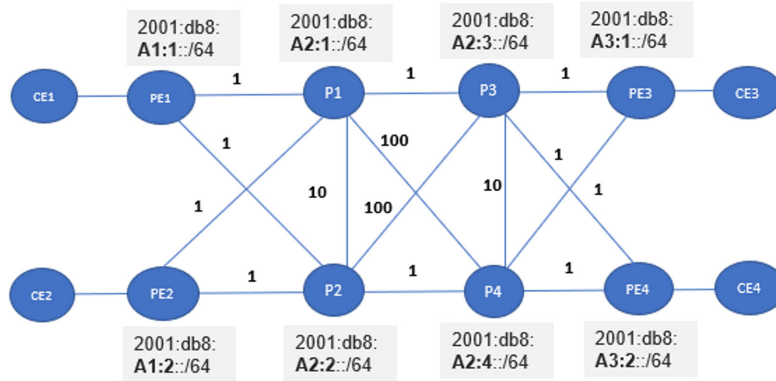 2001:db8:
A1:1::/64
2001:db8:
A2:1::/64
2001:db8:
A2:3::/64
2001:db8:
A3:1::/64
CE1
PE1
1
P1
1
P3
1
PE3
CE3
1
100
1
1
10
100
10
1
CE2
PE2
1
P2
1
P4
1
PE4
CE4
2001:db8:
A1:2::/64
2001:db8:
A2:2::/64
2001:db8:
A2:4::/64
2001:db8:
A3:2::/64